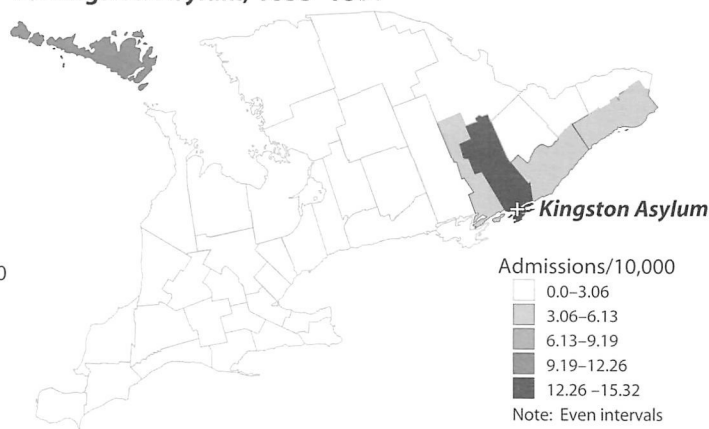 Kingston Asylum
0
Admissions/10,000
0.0–3.06
3.06–6.13
6.13–9.19
9.19–12.26
12.26 –15.32
Note: Even intervals